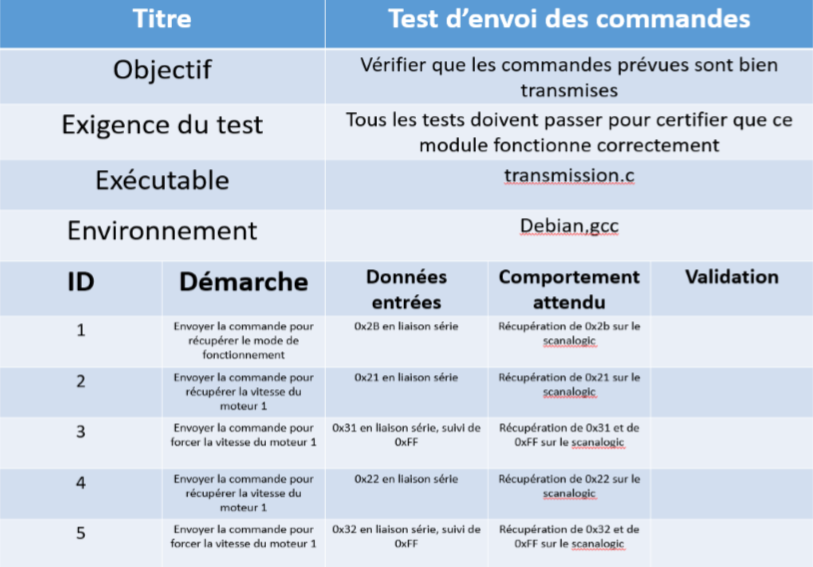 Titre
Test d'envoi des commandes
Objectif
Vérifier que les commandes prévues sont bien
transmises
Exigence du test
Tous les tests doivent passer pour certifier que ce
module fonctionne correctement
Exécutable
transmission.c
Environnement
Debian,gcc
ID
Démarche
Données
entrées
Comportement
attendu
Validation
1
Envoyer la commande pour
récupérer le mode de
fonctionnement
0x2B en liaison série
Récupération de 0x2b sur le
scanalogic
2
Envoyer la commande pour
récupérer la vitesse du
moteur 1
0x21 en liaison série
Récupération de 0x21 sur le
scanalogic
3
Envoyer la commande pour
forcer la vitesse du moteur 1
0x31 en liaison série, suivi de
0xFF
Récupération de 0x31 et de
0xFF sur le scanalogic
4
Envoyer la commande pour
récupérer la vitesse du
moteur 1
0x22 en liaison série
Récupération de 0x22 sur le
scanalogic
5
Envoyer la commande pour
forcer la vitesse du moteur 1
0x32 en liaison série, suivi de
0xFF
Récupération de 0x32 et de
0xFF sur le scanalogic